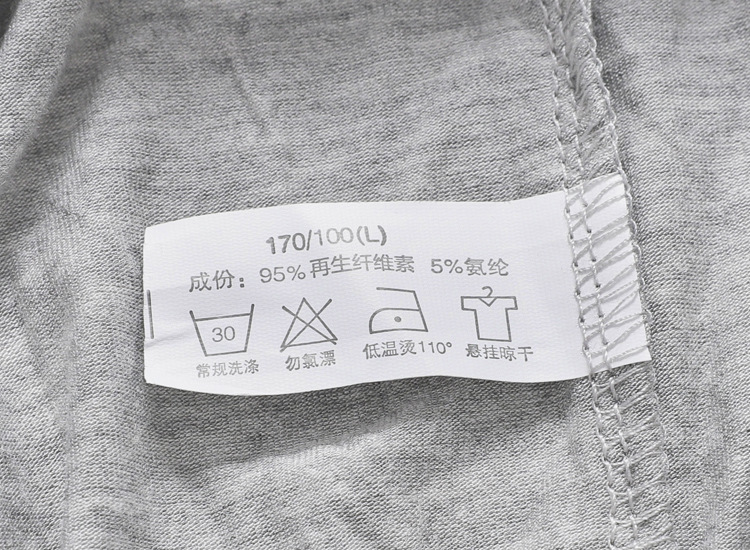 170/100(L)
成份：95%再生纤维素 5%氨纶
30
常规洗涤 勿氯漂 低温烫110° 悬挂晾干